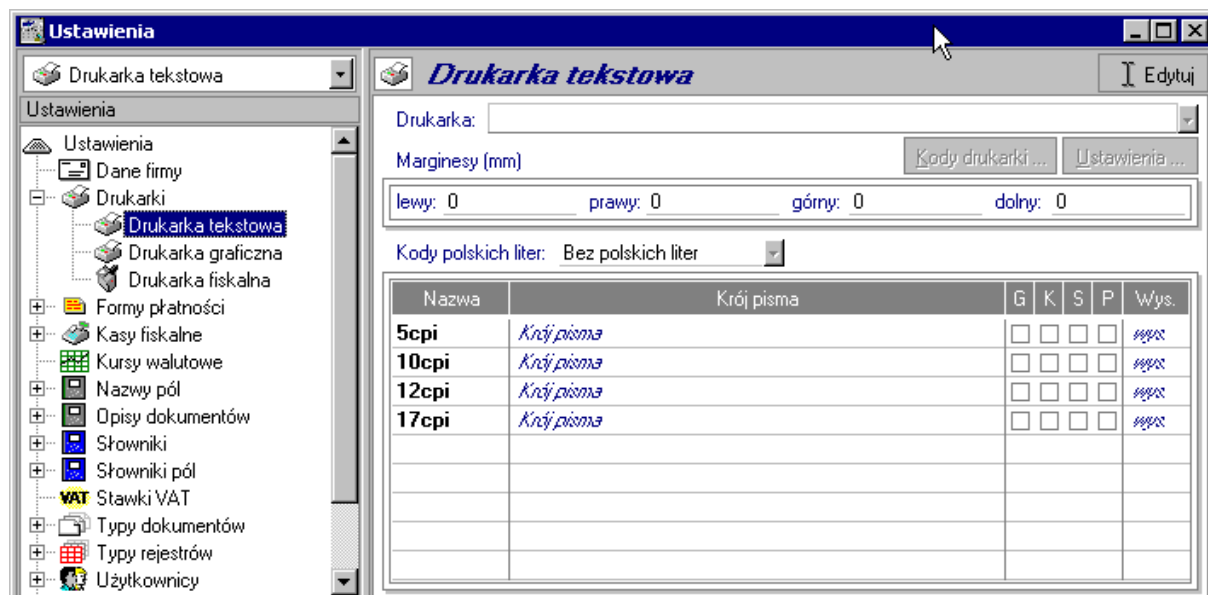 Ustawienia
Drukarka tekstowa
Ustawienia
Ustawienia
Dane firmy
Drukarki
Drukarka tekstowa
Drukarka graficzna
Drukarka fiskalna
Formy płatności
Kasy fiskalne
Kursy walutowe
Nazwy pól
Opisy dokumentów
Słowniki
Słowniki pól
VAT Stawki VAT
Typy dokumentów
Typy rejestrów
Użytkownicy
Drukarka tekstowa
Edytuj
Drukarka:
Marginesy (mm) Kody drukarki ... Ustawienia ...
lewy: 0 prawy: 0 górny: 0 dolny: 0
Kody polskich liter: Bez polskich liter
Nazwa Krój pisma G K S P Wys.
5cpi Krój pisma wys
10cpi Krój pisma wys
12cpi Krój pisma wys
17cpi Krój pisma wys